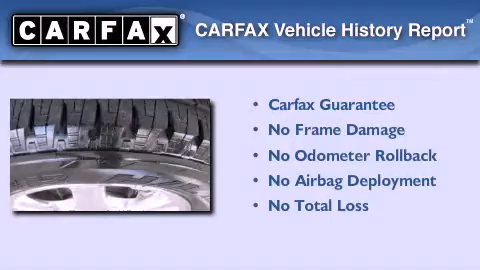 CARFAX® CARFAX Vehicle History Report™
• Carfax Guarantee
• No Frame Damage
• No Odometer Rollback
• No Airbag Deployment
• No Total Loss